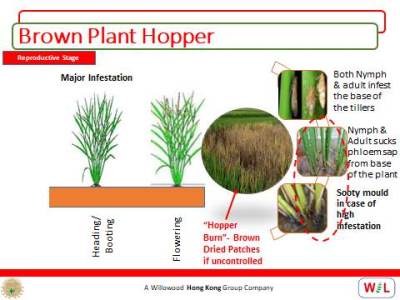 Brown Plant Hopper
Reproductive Stage
Major Infestation
Both Nymph
& adult infest
the base of
the tillers
Nymph &
Adult sucks
phloem sap
from base
of the plant
Sooty mould
in case of
high
infestation
Heading/
Booting
Flowering
“Hopper
Burn”- Brown
Dried Patches
if uncontrolled
A Willowood Hong Kong Group Company
WIL